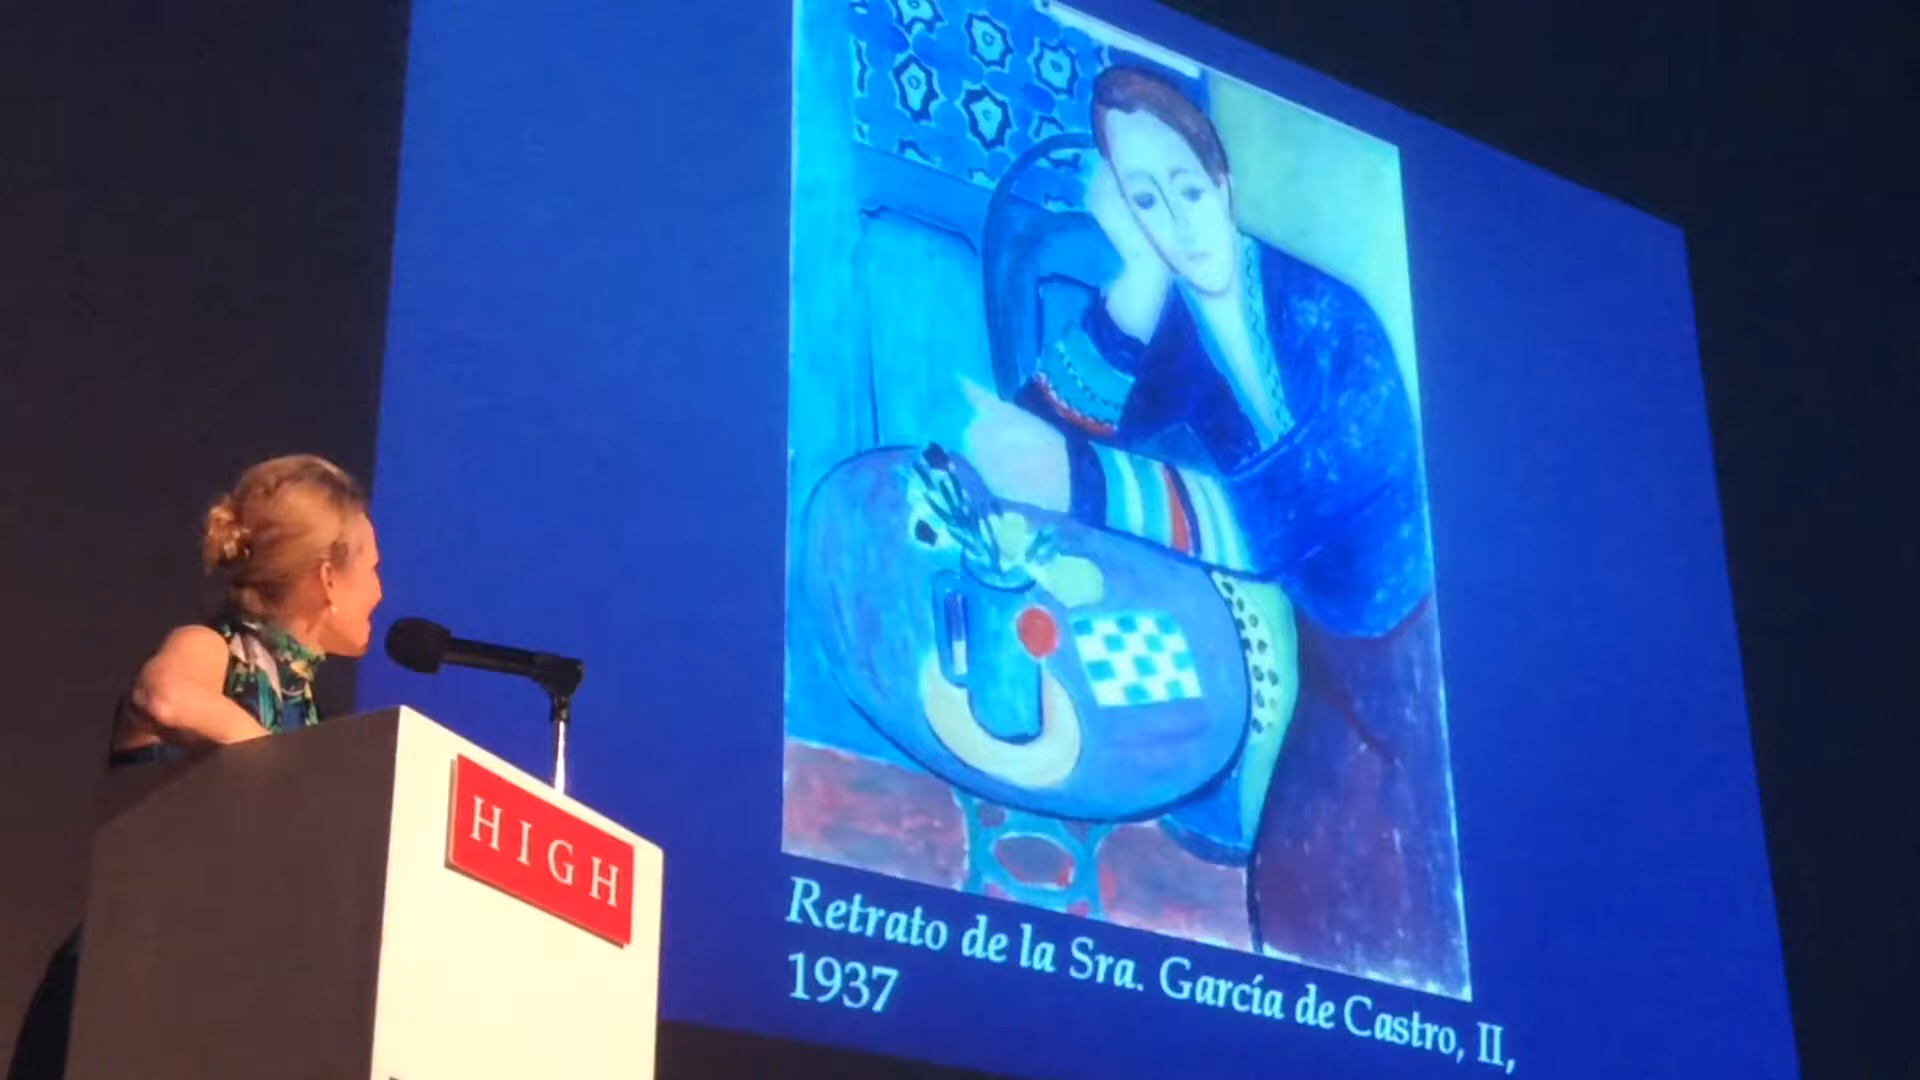 HIGH
Retrato de la Sra. García de Castro, II,
1937